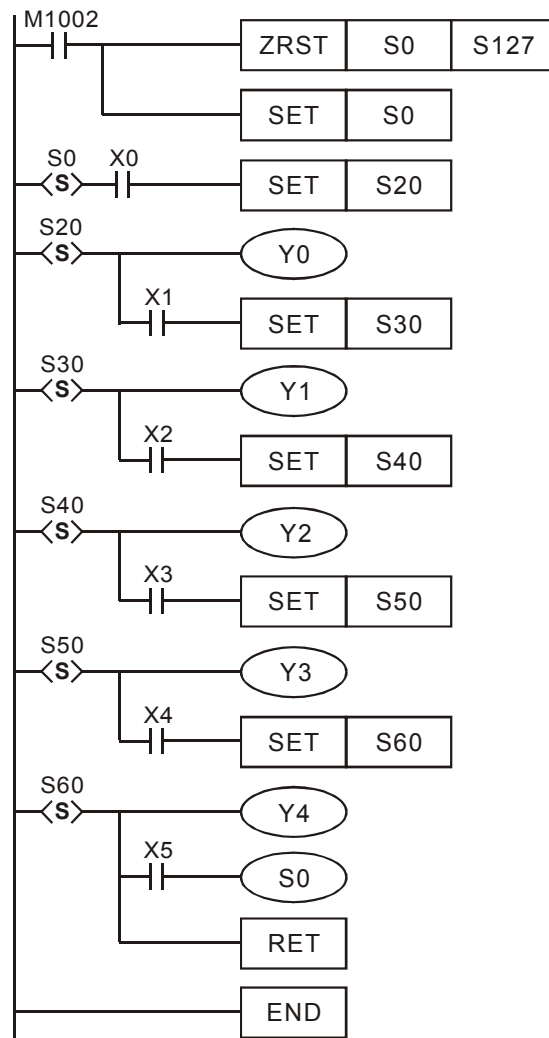 M1002
ZRST S0 S127
SET S0
S0 X0
S SET S20
S20
S Y0
X1
SET S30
S30
S Y1
X2
SET S40
S40
S Y2
X3
SET S50
S50
S Y3
X4
SET S60
S60
S Y4
X5
S0
RET
END